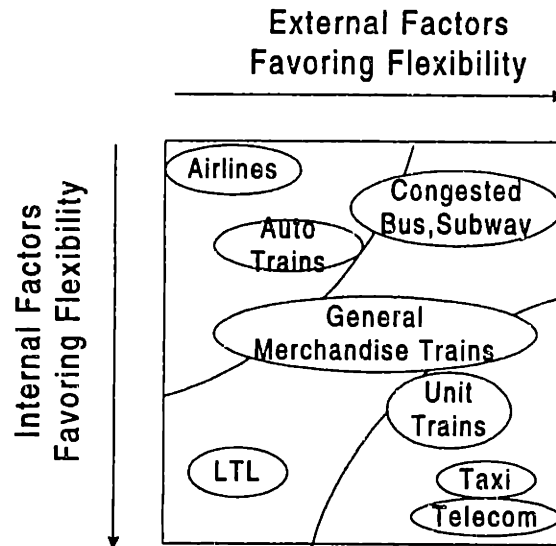 External Factors
Favoring Flexibility
Internal Factors
Favoring Flexibility
Airlines
Congested
Bus,Subway
Auto
Trains
General
Merchandise Trains
Unit
Trains
LTL
Taxi
Telecom